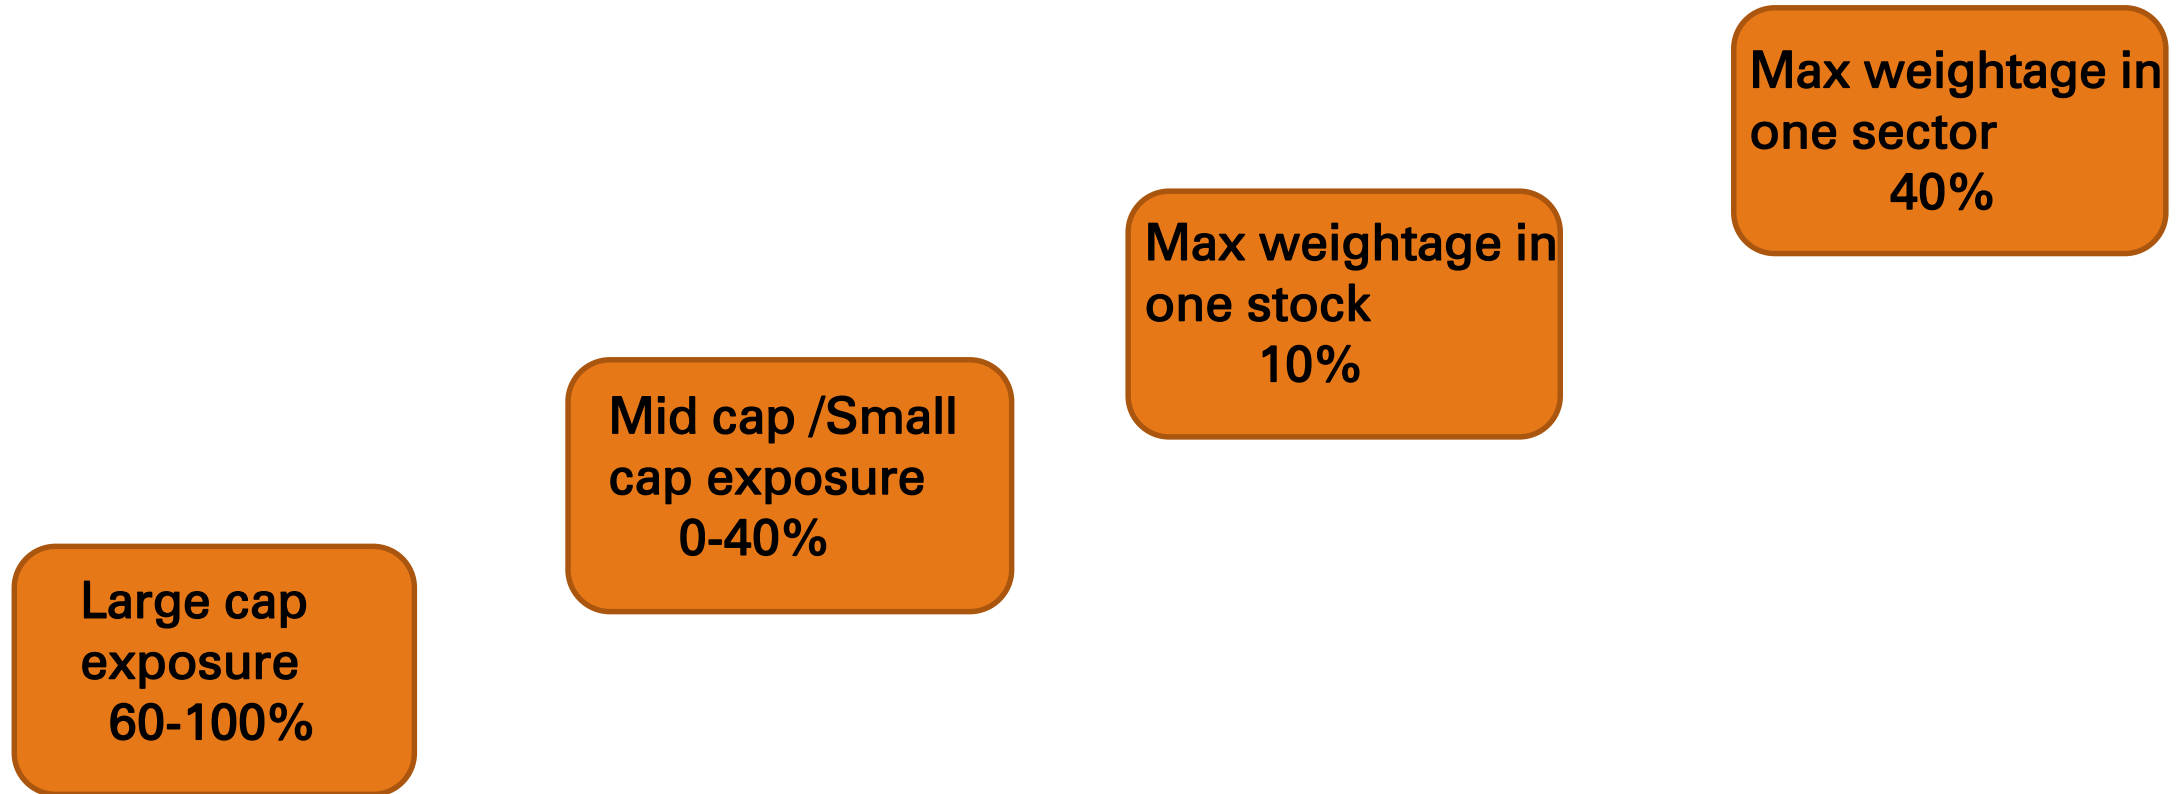 Large cap
exposure
60-100%
Mid cap /Small
cap exposure
0-40%
Max weightage in
one stock
10%
Max weightage in
one sector
40%